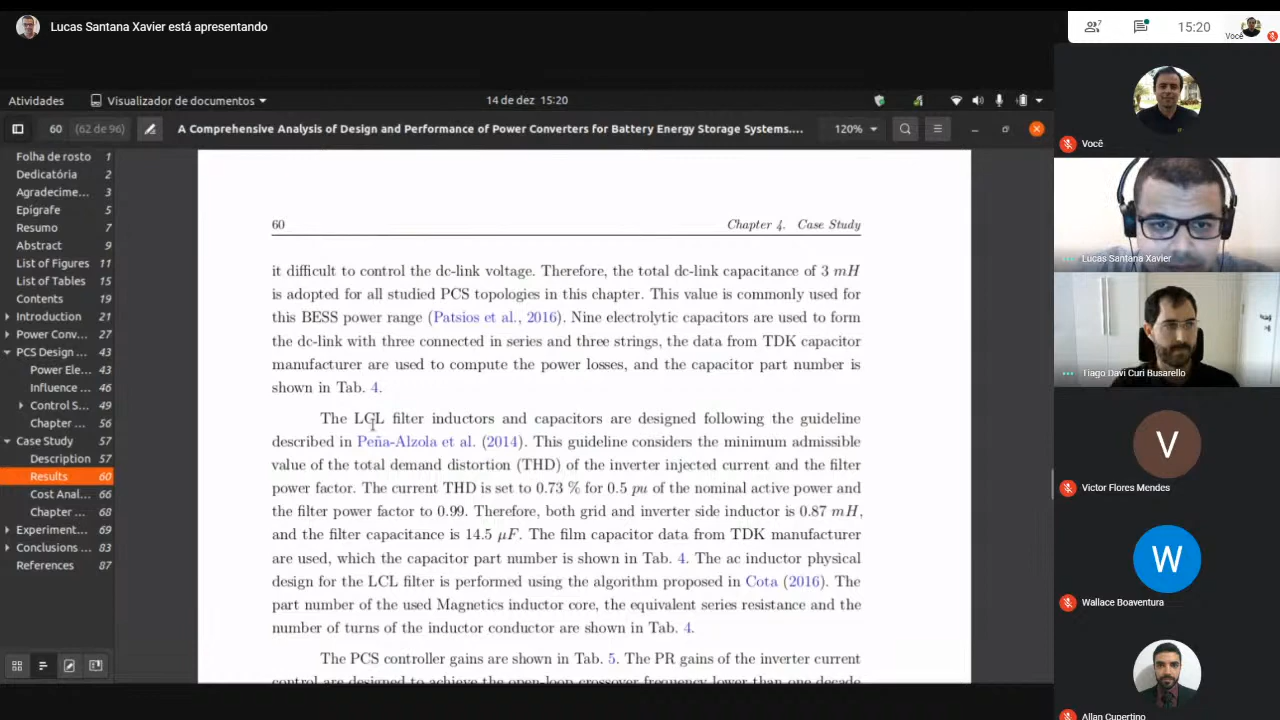 Lucas Santana Xavier está apresentando
7
15:20
Você
Atividades
Visualizador de documentos
14 de dez 15:20
60
(62 de 96)
A Comprehensive Analysis of Design and Performance of Power Converters for Battery Energy Storage Systems....
120%
Folha de rosto 1
Dedicatória 2
Agradecime... 3
Epígrafe 5
Resumo 7
Abstract 9
List of Figures 11
List of Tables 15
Contents 19
Introduction 21
Power Conv... 27
PCS Design ... 43
Power Ele... 43
Influence ... 46
Control S... 49
Chapter ... 56
Case Study 57
Description 57
Results 60
Cost Anal... 66
Chapter ... 68
Experiment... 69
Conclusions ... 83
References 87
60 Chapter 4. Case Study
it difficult to control the dc-link voltage. Therefore, the total dc-link capacitance of 3 mH
is adopted for all studied PCS topologies in this chapter. This value is commonly used for
this BESS power range (Patsios et al., 2016). Nine electrolytic capacitors are used to form
the dc-link with three connected in series and three strings, the data from TDK capacitor
manufacturer are used to compute the power losses, and the capacitor part number is
shown in Tab. 4.
The LCL filter inductors and capacitors are designed following the guideline
described in Peña-Alzola et al. (2014). This guideline considers the minimum admissible
value of the total demand distortion (THD) of the inverter injected current and the filter
power factor. The current THD is set to 0.73 % for 0.5 pu of the nominal active power and
the filter power factor to 0.99. Therefore, both grid and inverter side inductor is 0.87 mH,
and the filter capacitance is 14.5 μF. The film capacitor data from TDK manufacturer
are used, which the capacitor part number is shown in Tab. 4. The ac inductor physical
design for the LCL filter is performed using the algorithm proposed in Cota (2016). The
part number of the used Magnetics inductor core, the equivalent series resistance and the
number of turns of the inductor conductor are shown in Tab. 4.
The PCS controller gains are shown in Tab. 5. The PR gains of the inverter current
control are designed to achieve the open-loop crossover frequency lower than one decade
Você
Lucas Santana Xavier
Tiago Davi Curi Busarello
V
Victor Flores Mendes
W
Wallace Boaventura
Allan Cupertino